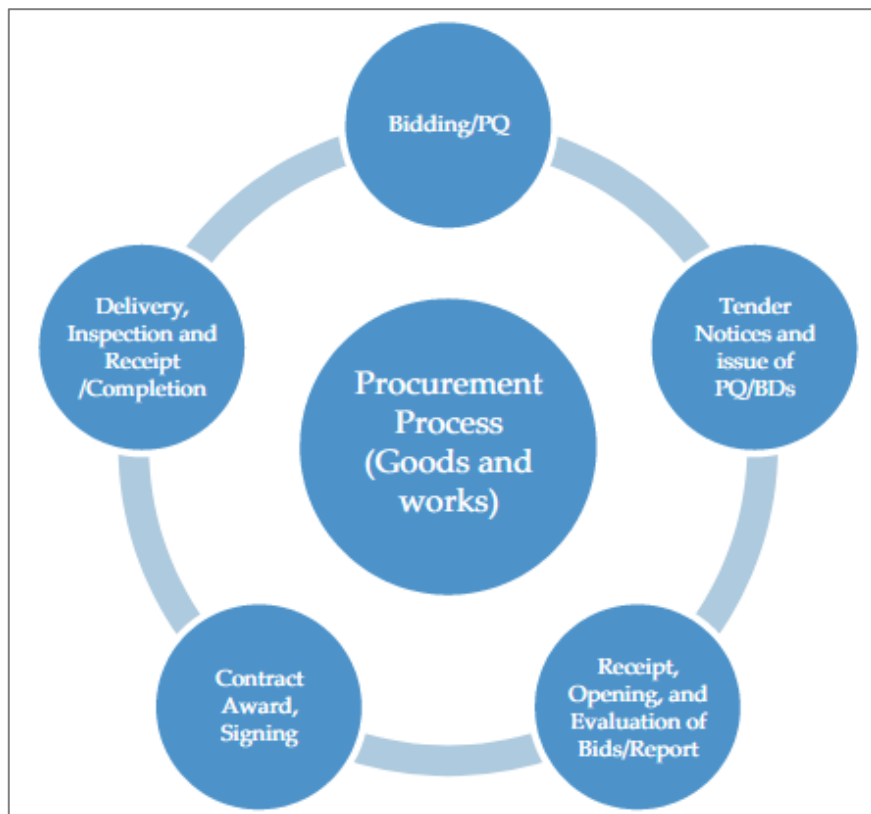 Bidding/PQ
Tender
Notices and
issue of
PQ/BDs
Receipt,
Opening, and
Evaluation of
Bids/Report
Contract
Award,
Signing
Delivery,
Inspection and
Receipt
/Completion
Procurement
Process
(Goods and
works)